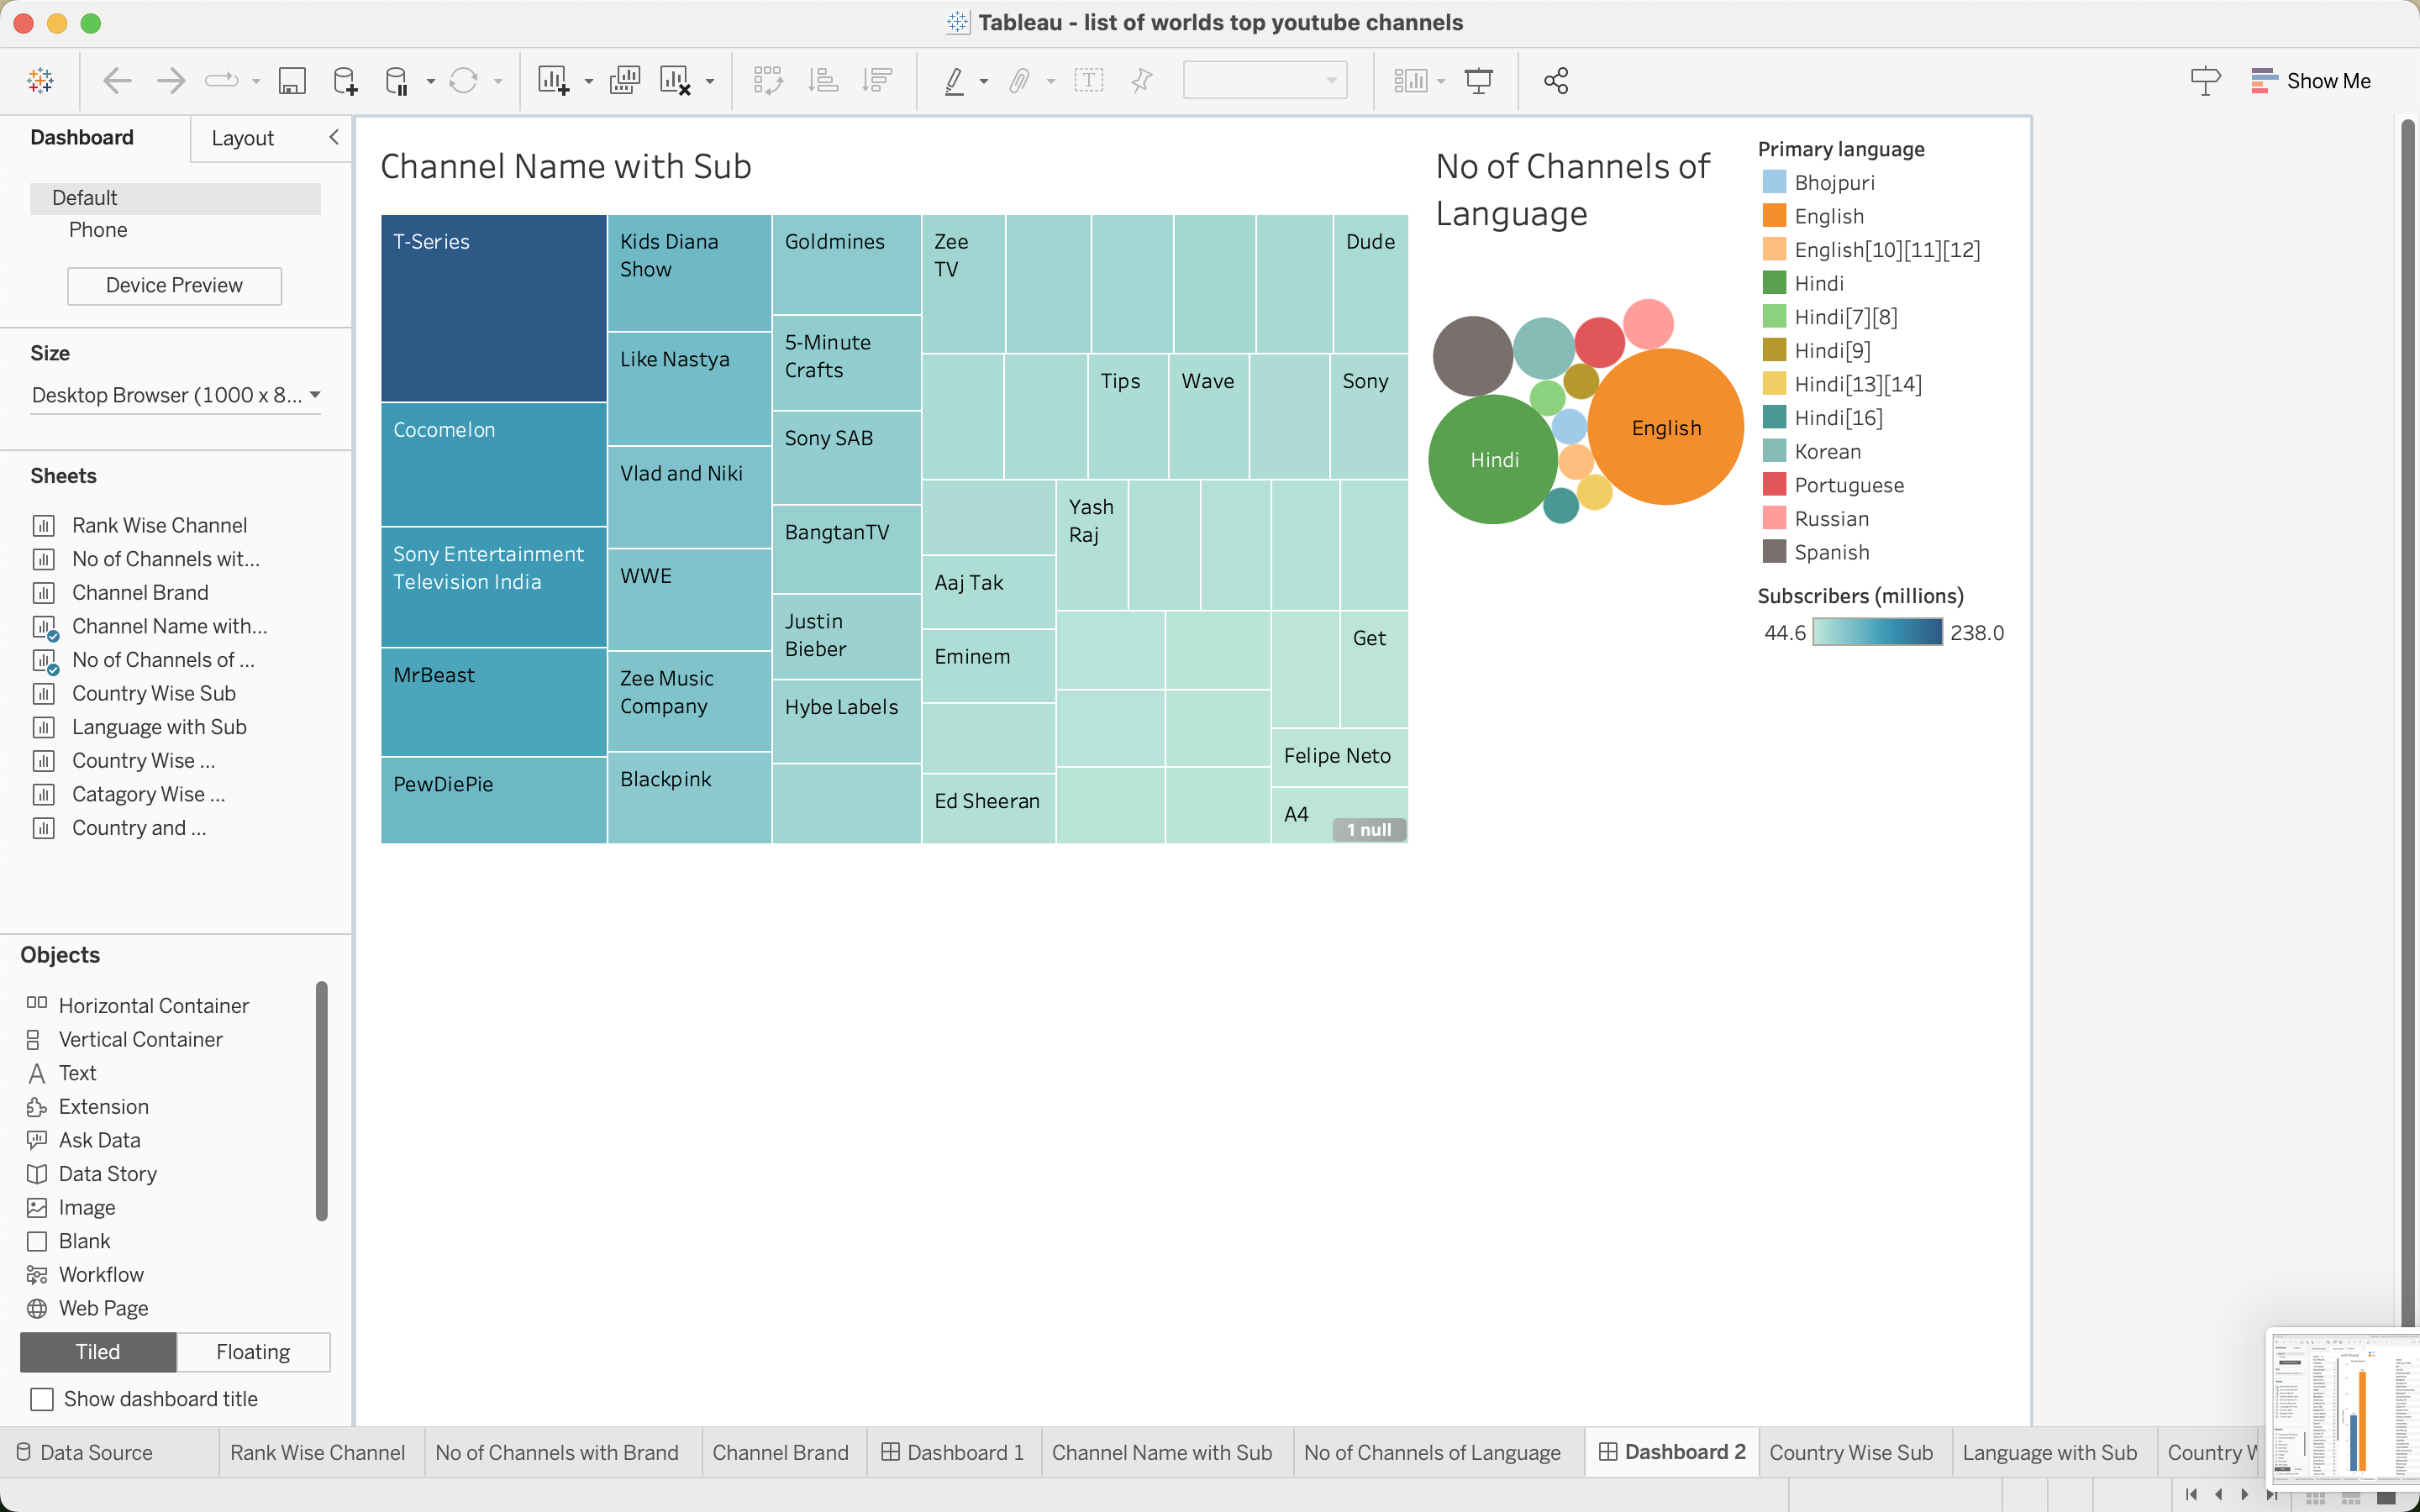 Tableau - list of worlds top youtube channels
Show Me
Dashboard
Layout
Default
Phone
Device Preview
Size
Desktop Browser (1000 x 8...
Sheets
Rank Wise Channel
No of Channels wit...
Channel Brand
Channel Name with...
No of Channels of ...
Country Wise Sub
Language with Sub
Country Wise ...
Catagory Wise ...
Country and ...
Objects
Horizontal Container
Vertical Container
Text
Extension
Ask Data
Data Story
Image
Blank
Workflow
Web Page
Tiled
Floating
Show dashboard title
Channel Name with Sub
T-Series
Cocomelon
Sony Entertainment
Television India
MrBeast
PewDiePie
Kids Diana
Show
Like Nastya
Vlad and Niki
WWE
Zee Music
Company
Blackpink
Goldmines
5-Minute
Crafts
Sony SAB
BangtanTV
Justin
Bieber
Hybe Labels
Zee
TV
Dude
Tips
Wave
Sony
Yash
Raj
Aaj Tak
Eminem
Ed Sheeran
Get
Felipe Neto
A4
1 null
No of Channels of
Language
Hindi
English
Primary language
Bhojpuri
English
English[10][11][12]
Hindi
Hindi[7][8]
Hindi[9]
Hindi[13][14]
Hindi[16]
Korean
Portuguese
Russian
Spanish
Subscribers (millions)
44.6
238.0
Data Source
Rank Wise Channel
No of Channels with Brand
Channel Brand
Dashboard 1
Channel Name with Sub
No of Channels of Language
Dashboard 2
Country Wise Sub
Language with Sub
Country W